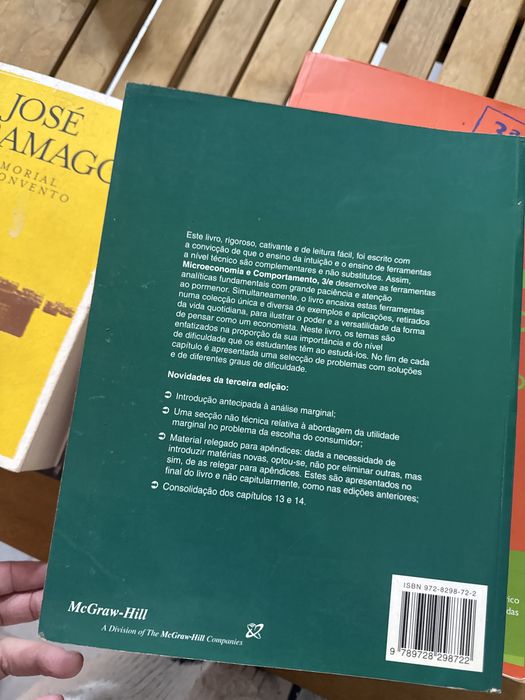 JOSÉ
AMAGO
MORIAL
ONVENTO
Este livro, rigoroso, cativante e de leitura fácil, foi escrito com
a convicção de que o ensino da intuição e o ensino de ferramentas
a nível técnico são complementares e não substitutos. Assim,
Microeconomia e Comportamento, 3/e desenvolve as ferramentas
analíticas fundamentais com grande paciência e atenção
ao pormenor. Simultaneamente, o livro encaixa estas ferramentas
numa colecção única e diversa de exemplos e aplicações, retirados
da vida quotidiana, para ilustrar o poder e a versatilidade da forma
de pensar como um economista. Neste livro, os temas são
enfatizados na proporção da sua importância e do nível
de dificuldade que os estudantes têm ao estudá-los. No fim de cada
capítulo é apresentada uma selecção de problemas com soluções
e de diferentes graus de dificuldade.
Novidades da terceira edição:
Introdução antecipada à análise marginal;
Uma secção não técnica relativa à abordagem da utilidade
marginal no problema da escolha do consumidor;
Material relegado para apêndices: dada a necessidade de
introduzir matérias novas, optou-se, não por eliminar outras, mas
sim, de as relegar para apêndices. Estes são apresentados no
final do livro e não capitularmente, como nas edições anteriores;
Consolidação dos capítulos 13 e 14.
McGraw-Hill
A Division of The McGraw-Hill Companies
ISBN 972-8298-72-2
9 789728 298722
rico
das